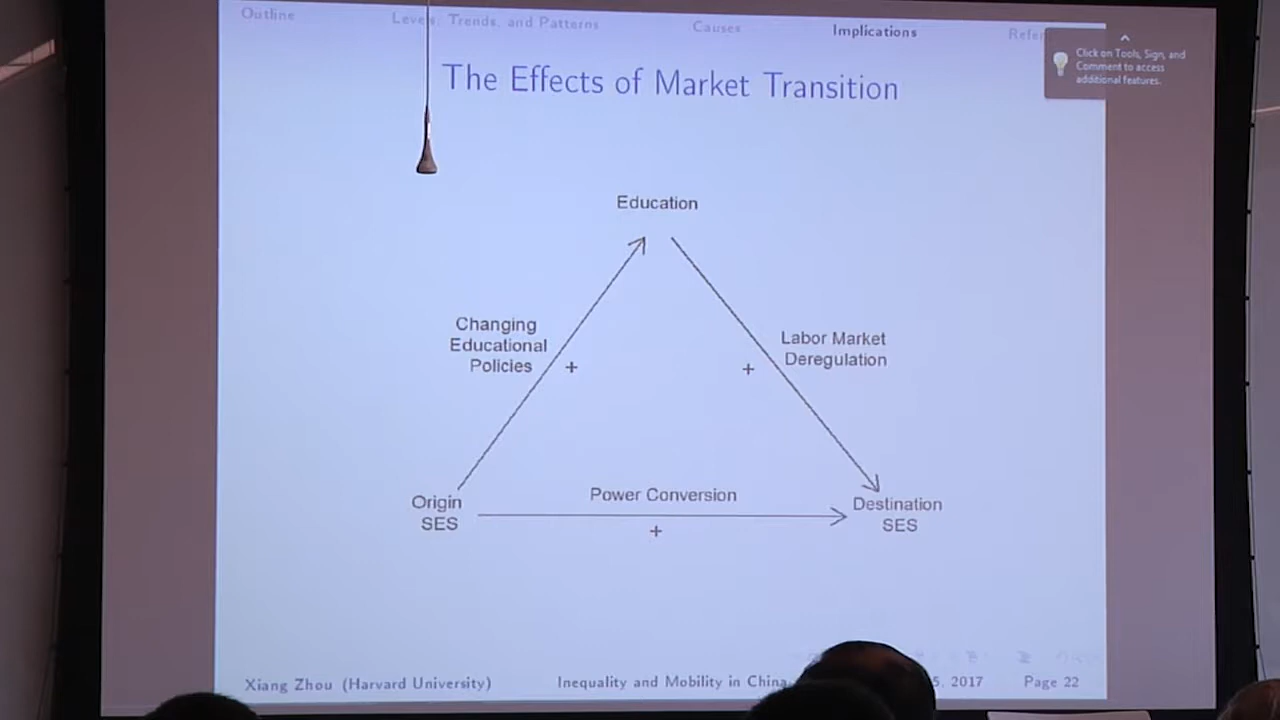 Outline Levels, Trends, and Patterns Causes Implications
Click on Tools, Sign, and
Comment to access
additional features.
The Effects of Market Transition
Education
Changing
Educational
Policies
+
+
Labor Market
Deregulation
Origin
SES
Power Conversion
+
Destination
SES
Xiang Zhou (Harvard University) Inequality and Mobility in China 2017 Page 22